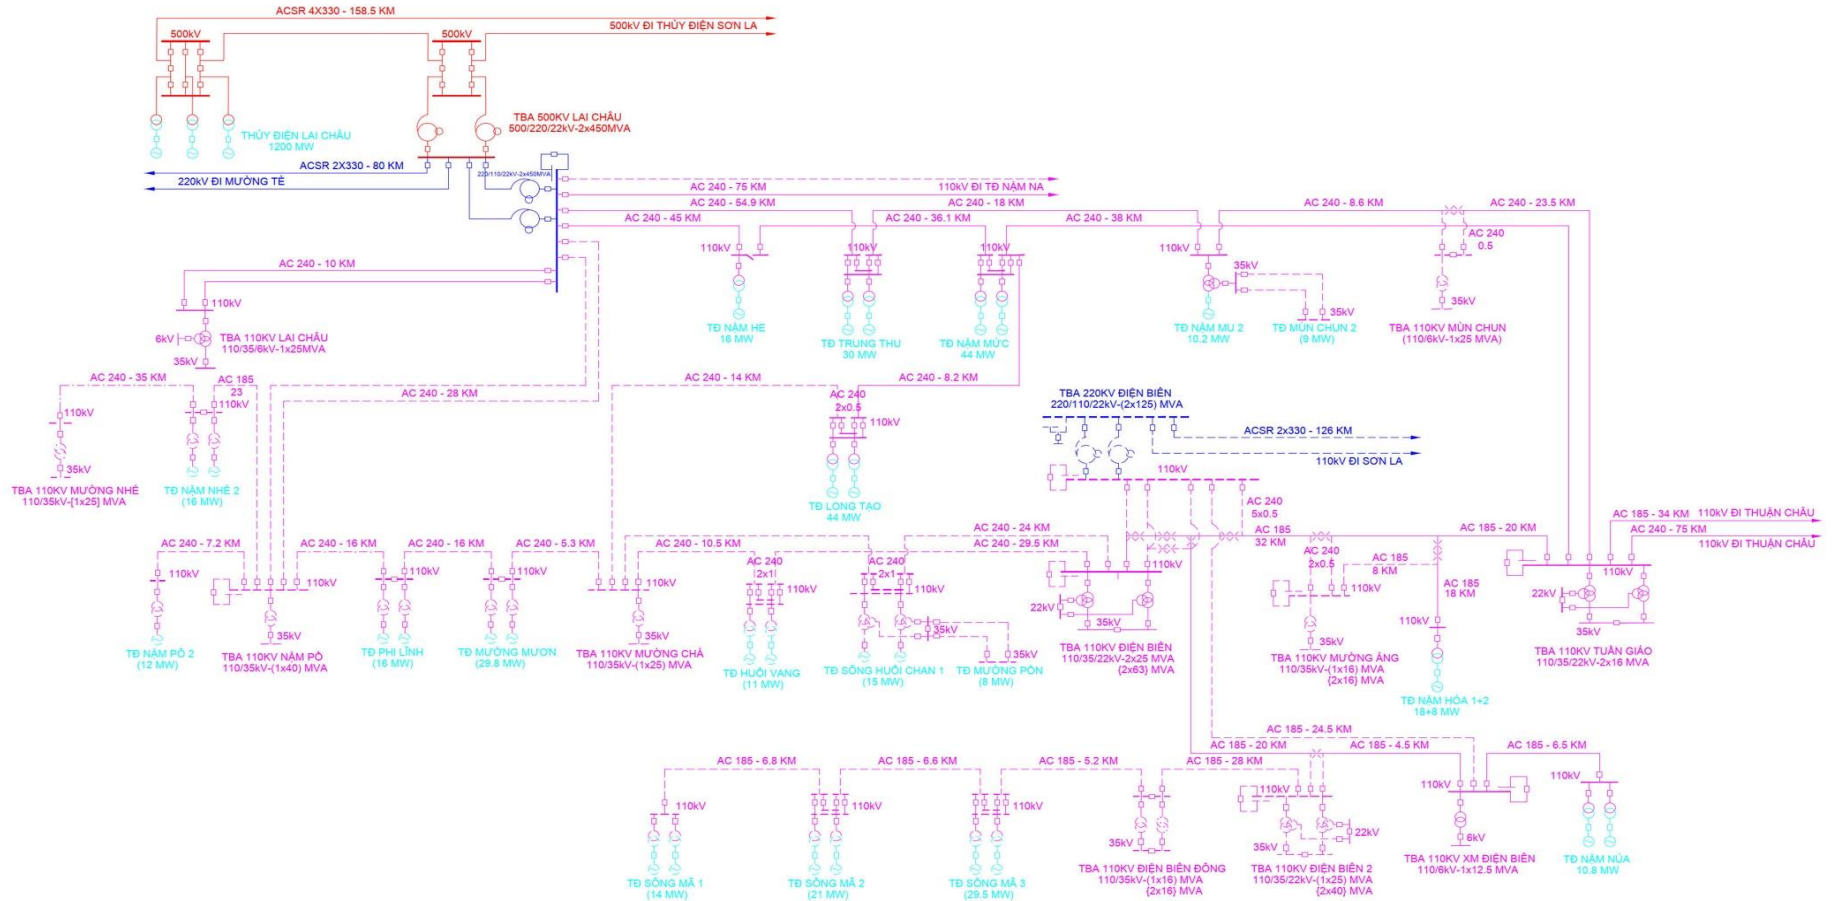 ACSR 4X330 - 158.5 KM
500kV ĐI THỦY ĐIỆN SƠN LA
500kV
500kV
THỦY ĐIỆN LAI CHÂU
1200 MW
TBA 500KV LAI CHÂU
500/220/22kV-2x450MVA
ACSR 2X330 - 80 KM
220kV ĐI MƯỜNG TÈ
220/110/22kV-2x450MVA
AC 240 - 75 KM
110kV ĐI TĐ NẬM NA
AC 240 - 54.9 KM
AC 240 - 18 KM
AC 240 - 8.6 KM
AC 240 - 23.5 KM
AC 240 - 45 KM
AC 240 - 36.1 KM
AC 240 - 38 KM
AC 240
0.5
110kV
110kV
110kV
110kV
35kV
35kV
35kV
TĐ NẬM HE
16 MW
TĐ TRUNG THU
30 MW
TĐ NẬM MỨC
44 MW
TĐ NẬM MU 2
10.2 MW
TĐ MÙN CHUN 2
(9 MW)
TBA 110KV MÙN CHUN
(110/6kV-1x25 MVA)
AC 240 - 10 KM
110kV
6kV
TBA 110KV LAI CHÂU
110/35/6kV-1x25MVA
35kV
AC 240 - 35 KM
AC 185
23
AC 240 - 28 KM
AC 240 - 14 KM
AC 240 - 8.2 KM
110kV
110kV
35kV
TBA 110KV MƯỜNG NHÉ
110/35kV-[1x25] MVA
TĐ NẬM NHÉ 2
(16 MW)
AC 240
2x0.5
110kV
TĐ LONG TẠO
44 MW
TBA 220KV ĐIỆN BIÊN
220/110/22kV-(2x125) MVA
ACSR 2x330 - 126 KM
110kV ĐI SƠN LA
110kV
AC 240
5x0.5
AC 185
32 KM
AC 185 - 20 KM
AC 185 - 34 KM
110kV ĐI THUẬN CHÂU
AC 240 - 75 KM
110kV ĐI THUẬN CHÂU
AC 240 - 7.2 KM
AC 240 - 16 KM
AC 240 - 16 KM
AC 240 - 5.3 KM
AC 240 - 10.5 KM
AC 240 - 24 KM
AC 240 - 29.5 KM
110kV
110kV
110kV
110kV
110kV
110kV
2x1
110kV
AC 240
2x1
110kV
110kV
AC 240
2x0.5
AC 185
8 KM
110kV
AC 185
18 KM
110kV
110kV
35kV
35kV
35kV
35kV
22kV
35kV
35kV
22kV
35kV
TĐ NẬM PỒ 2
(12 MW)
TBA 110KV NẬM PỒ
110/35kV-(1x40) MVA
TĐ PHI LĨNH
(16 MW)
TĐ MƯỜNG MƯƠN
(29.8 MW)
TBA 110KV MƯỜNG CHÀ
110/35kV-(1x25) MVA
TĐ HUỔI VANG
(11 MW)
TĐ SÔNG HUỔI CHAN 1
(15 MW)
TĐ MƯỜNG PỒN
(8 MW)
TBA 110KV ĐIỆN BIÊN
110/35/22kV-2x25 MVA
{2x63} MVA
TBA 110KV MƯỜNG ẢNG
110/35kV-(1x16) MVA
{2x16} MVA
TĐ NẬM HÓA 1+2
18+8 MW
TBA 110KV TUẦN GIÁO
110/35/22kV-2x16 MVA
AC 185 - 24.5 KM
AC 185 - 20 KM
AC 185 - 4.5 KM
AC 185 - 6.5 KM
AC 185 - 6.8 KM
AC 185 - 6.6 KM
AC 185 - 5.2 KM
AC 185 - 28 KM
110kV
110kV
110kV
110kV
110kV
110kV
110kV
35kV
35kV
22kV
6kV
TĐ SÔNG MÃ 1
(14 MW)
TĐ SÔNG MÃ 2
(21 MW)
TĐ SÔNG MÃ 3
(29.5 MW)
TBA 110KV ĐIỆN BIÊN ĐÔNG
110/35kV-(1x16) MVA
{2x16} MVA
TBA 110KV ĐIỆN BIÊN 2
110/35/22kV-(1x25) MVA
{2x40} MVA
TBA 110KV XM ĐIỆN BIÊN
110/6kV-1x12.5 MVA
TĐ NẬM NÚA
10.8 MW